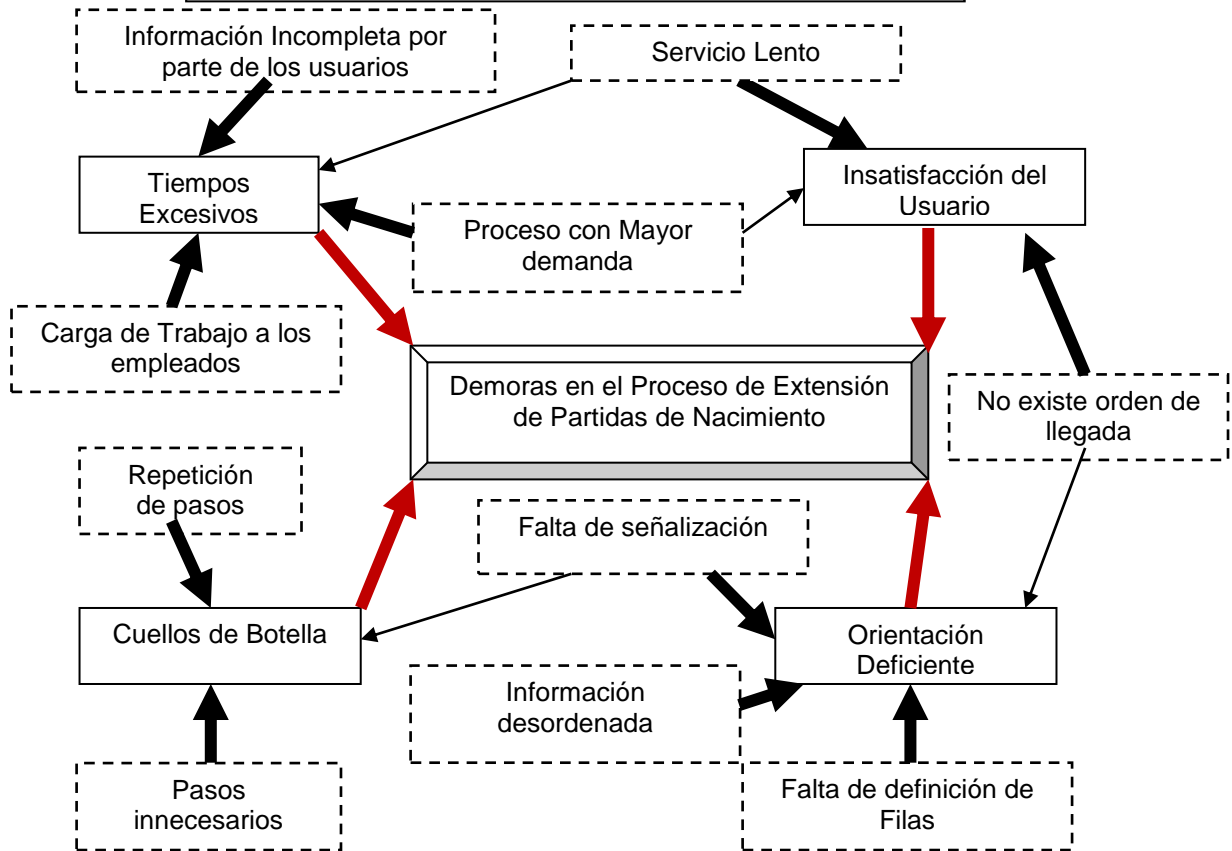 Información Incompleta por
parte de los usuarios
Servicio Lento
Tiempos
Excesivos
Insatisfacción del
Usuario
Proceso con Mayor
demanda
Carga de Trabajo a los
empleados
Demoras en el Proceso de Extensión
de Partidas de Nacimiento
No existe orden de
llegada
Repetición
de pasos
Falta de señalización
Cuellos de Botella
Orientación
Deficiente
Información
desordenada
Pasos
innecesarios
Falta de definición de
Filas